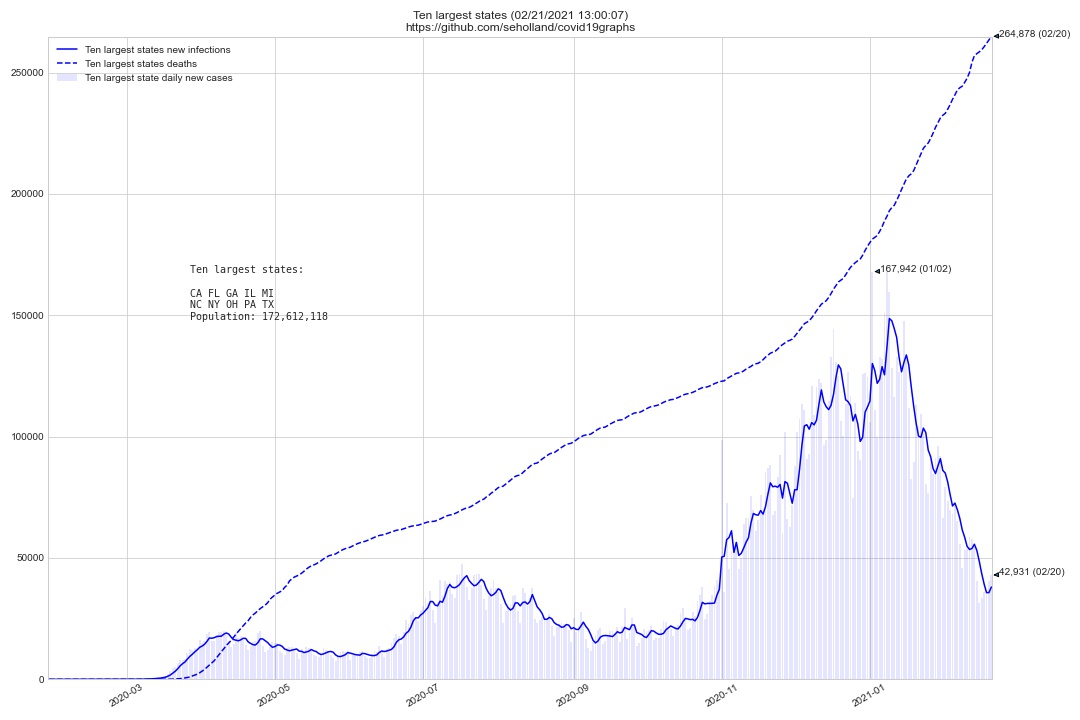 Ten largest states (02/21/2021 13:00:07)
https://github.com/seholland/covid19graphs
Ten largest states new infections
Ten largest states deaths
Ten largest state daily new cases
264,878 (02/20)
250000
200000
Ten largest states:
167,942 (01/02)
CA FL GA IL MI
NC NY OH PA TX
Population: 172,612,118
150000
100000
50000
42,931 (02/20)
0
2020-03
2020-05
2020-07
2020-09
2020-11
2021-01